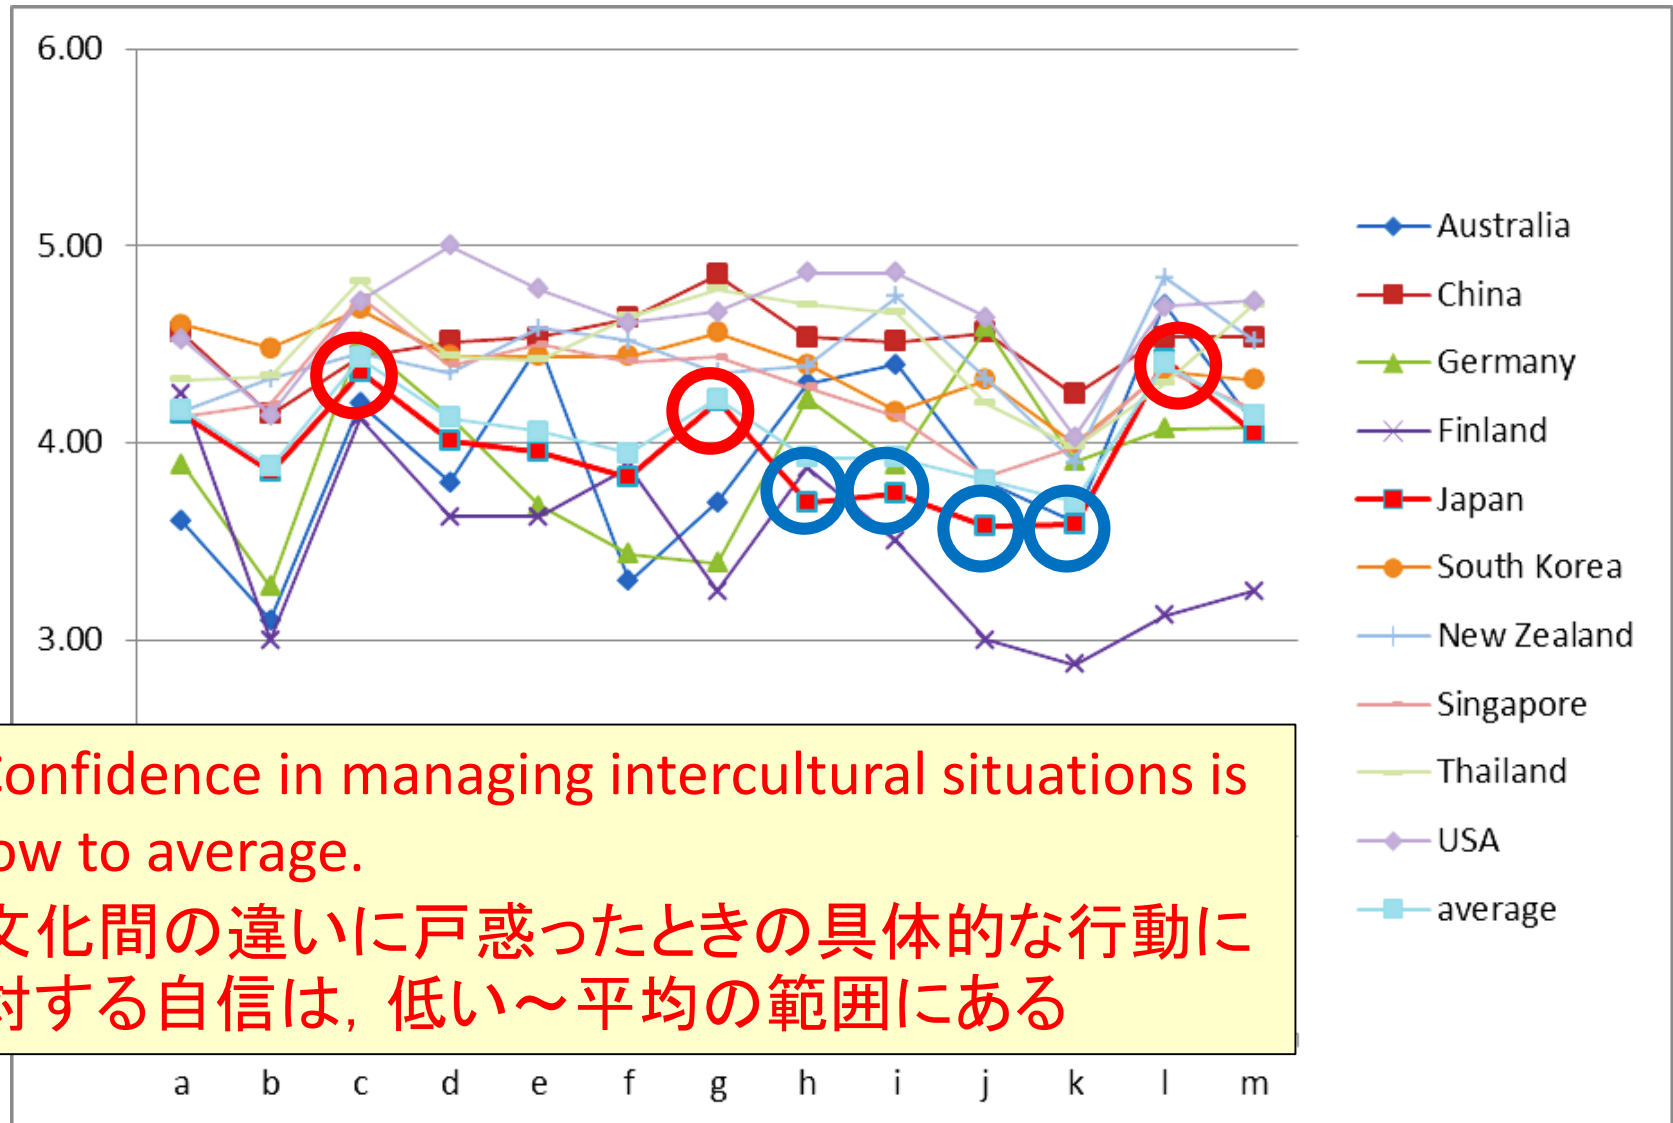 6.00
5.00
4.00
3.00
Australia
China
Germany
Finland
Japan
South Korea
New Zealand
Singapore
Thailand
USA
average
onfidence in managing intercultural situations is
ow to average.
文化間の違いに戸惑ったときの具体的な行動に
対する自信は，低い～平均の範囲にある
a b c d e f g h i j k l m